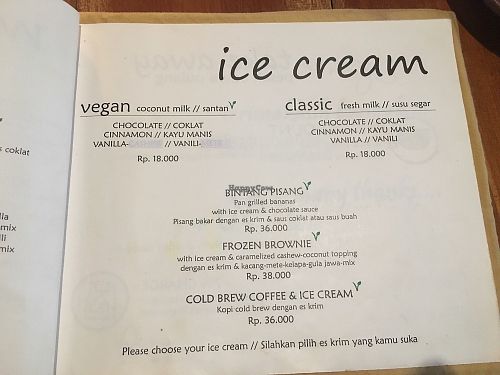 ice cream
vegan coconut milk // santan
CHOCOLATE // COKLAT
CINNAMON // KAYU MANIS
VANILLA- // VANILI-
Rp. 18.000
classic fresh milk // susu segar
CHOCOLATE // COKLAT
CINNAMON // KAYU MANIS
VANILLA // VANILI
Rp. 18.000
HappyCow
BINTANG PISANG
Pan grilled bananas
with ice cream & chocolate sauce
Pisang bakar dengan es krim & saus coklat atau saus buah
Rp. 36.000
FROZEN BROWNIE
with ice cream & caramelized cashew-coconut topping
dengan es krim & kacang-mete-kelapa-gula jawa-mix
Rp. 38.000
COLD BREW COFFEE & ICE CREAM
Kopi cold brew dengan es krim
Rp. 36.000
Please choose your ice cream // Silahkan pilih es krim yang kamu suka
s coklat
mix
mix